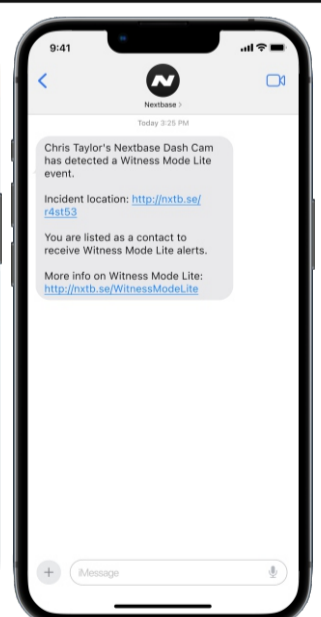 9:41
Nextbase >
Today 3:25 PM
Chris Taylor's Nextbase Dash Cam
has detected a Witness Mode Lite
event.
Incident location: http://nxtb.se/
r4st53
You are listed as a contact to
receive Witness Mode Lite alerts.
More info on Witness Mode Lite:
http://nxtb.se/WitnessModeLite
iMessage